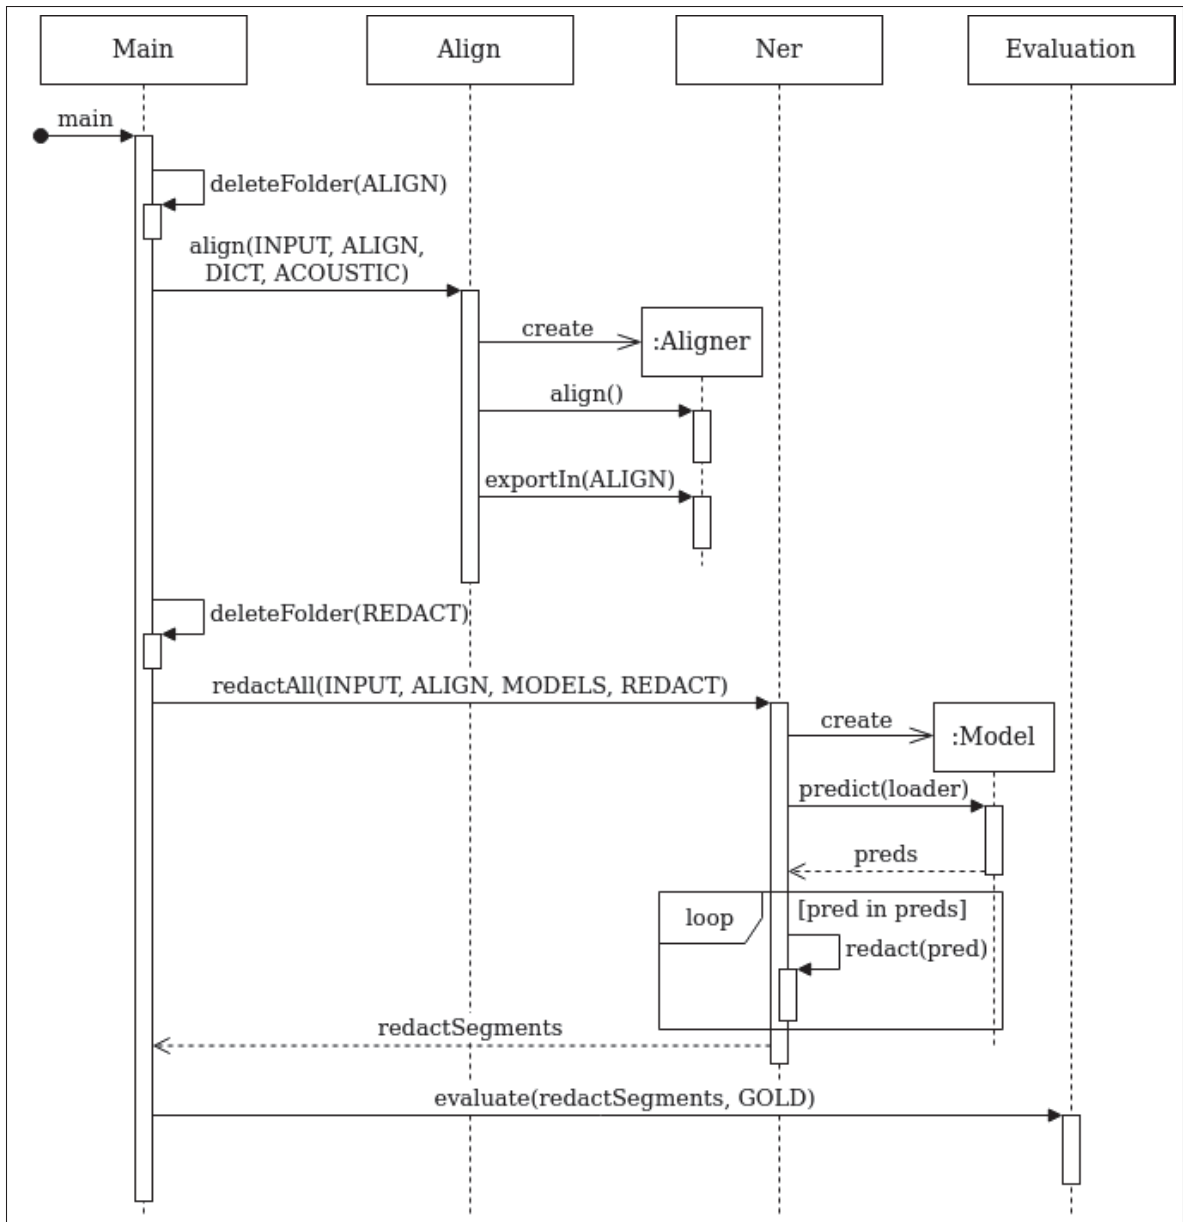 Main
Align
Ner
Evaluation
main
deleteFolder(ALIGN)
align(INPUT, ALIGN,
DICT, ACOUSTIC)
create
:Aligner
align()
exportIn(ALIGN)
deleteFolder(REDACT)
redactAll(INPUT, ALIGN, MODELS, REDACT)
create
:Model
predict(loader)
preds
loop
[pred in preds]
redact(pred)
redactSegments
evaluate(redactSegments, GOLD)